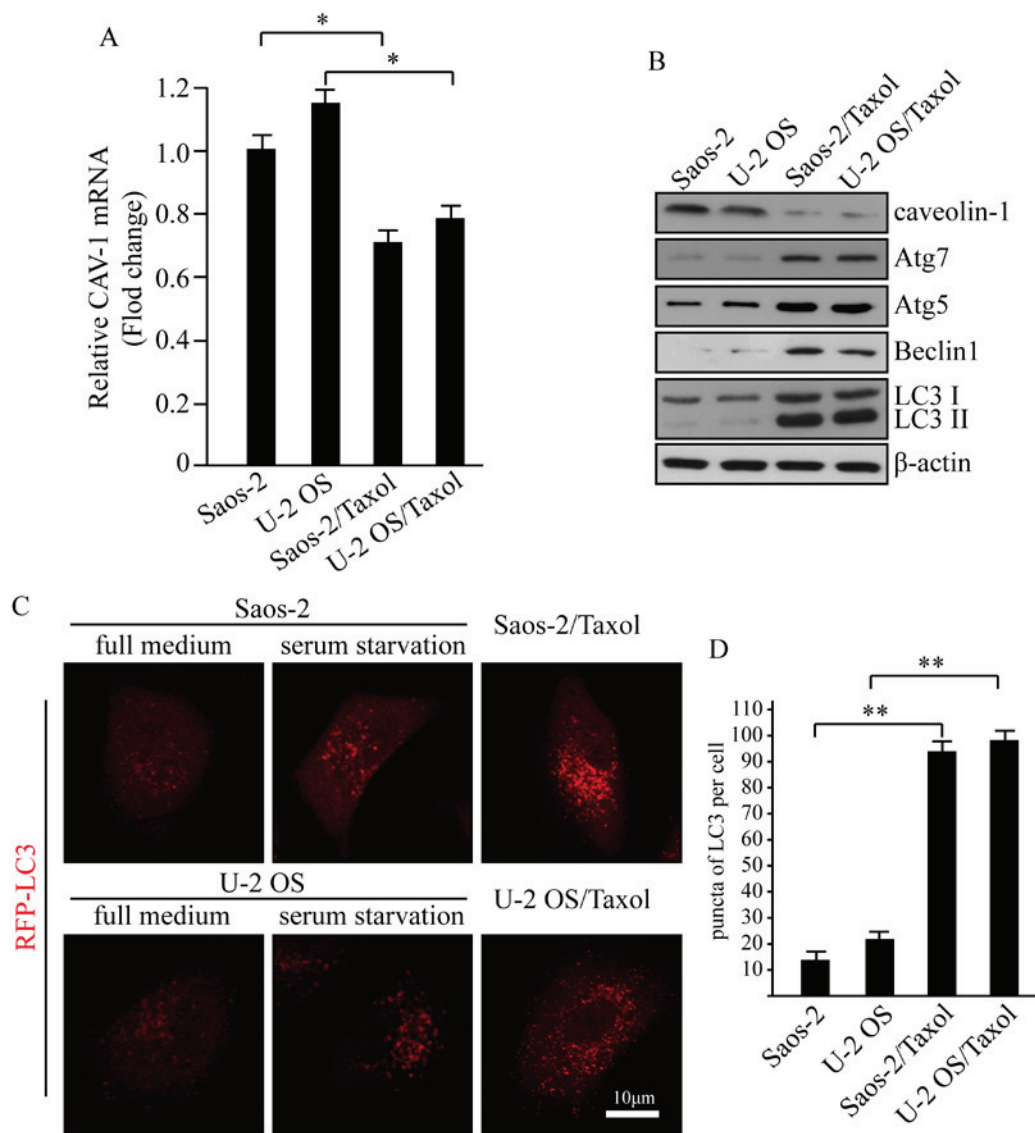 A
*
*
Relative CAV-1 mRNA
(Flod change)
1.2
1.0
0.8
0.6
0.4
0.2
0
Saos-2
U-2 OS
Saos-2/Taxol
U-2 OS/Taxol
B
Saos-2
U-2 OS
Saos-2/Taxol
U-2 OS/Taxol
caveolin-1
Atg7
Atg5
Beclin1
LC3 I
LC3 II
β-actin
C
Saos-2
full medium
serum starvation
Saos-2/Taxol
U-2 OS
full medium
serum starvation
U-2 OS/Taxol
RFP-LC3
10μm
D
**
**
puncta of LC3 per cell
110
100
90
80
70
60
50
40
30
20
10
Saos-2
U-2 OS
Saos-2/Taxol
U-2 OS/Taxol